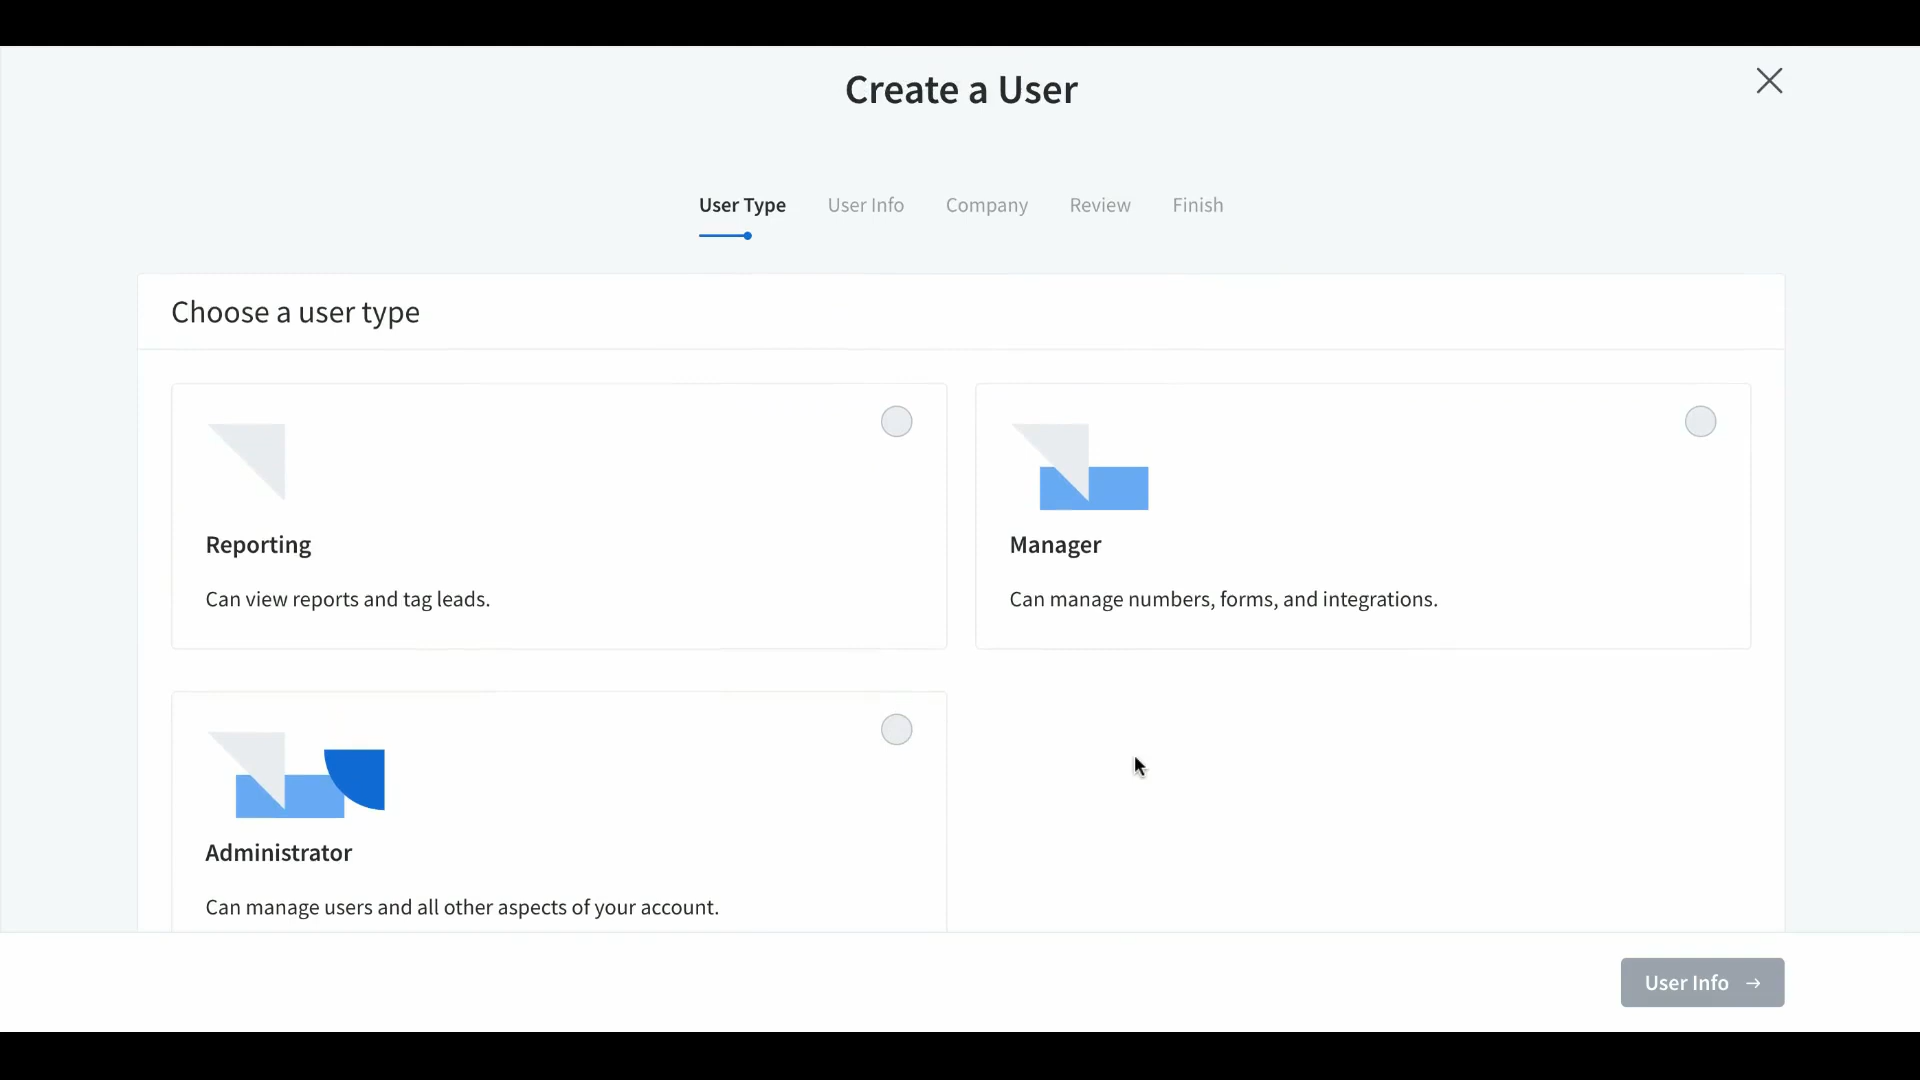 Create a User
User Type User Info Company Review Finish
Choose a user type
Reporting
Can view reports and tag leads.
Manager
Can manage numbers, forms, and integrations.
Administrator
Can manage users and all other aspects of your account.
User Info →